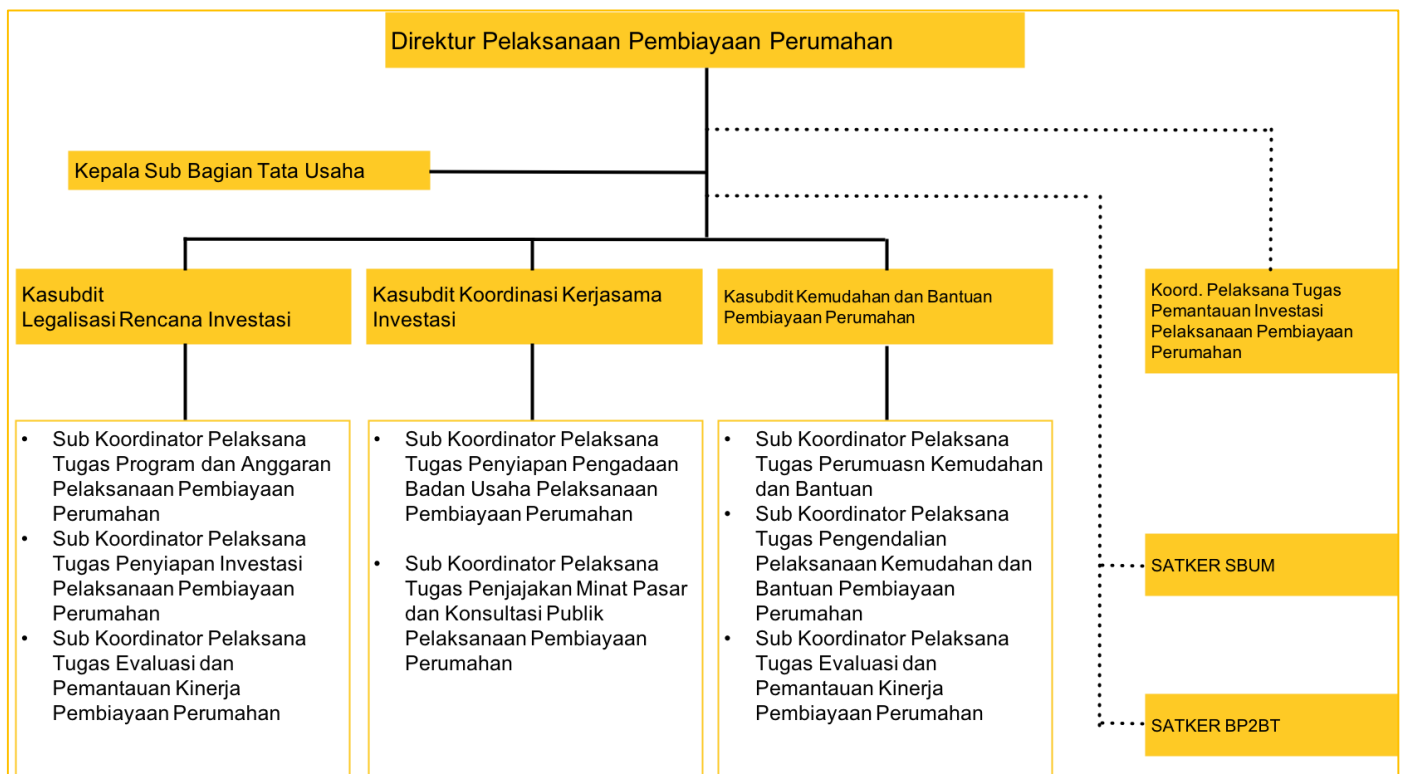 Direktur Pelaksanaan Pembiayaan Perumahan
Kepala Sub Bagian Tata Usaha
Kasubdit
Legalisasi Rencana Investasi
Kasubdit Koordinasi Kerjasama
Investasi
Kasubdit Kemudahan dan Bantuan
Pembiayaan Perumahan
Koord. Pelaksana Tugas
Pemantauan Investasi
Pelaksanaan Pembiayaan
Perumahan
• Sub Koordinator Pelaksana
Tugas Program dan Anggaran
Pelaksanaan Pembiayaan
Perumahan
• Sub Koordinator Pelaksana
Tugas Penyiapan Investasi
Pelaksanaan Pembiayaan
Perumahan
• Sub Koordinator Pelaksana
Tugas Evaluasi dan
Pemantauan Kinerja
Pembiayaan Perumahan
• Sub Koordinator Pelaksana
Tugas Penyiapan Pengadaan
Badan Usaha Pelaksanaan
Pembiayaan Perumahan
• Sub Koordinator Pelaksana
Tugas Penjajakan Minat Pasar
dan Konsultasi Publik
Pelaksanaan Pembiayaan
Perumahan
• Sub Koordinator Pelaksana
Tugas Perumuasn Kemudahan
dan Bantuan
• Sub Koordinator Pelaksana
Tugas Pengendalian
Pelaksanaan Kemudahan dan
Bantuan Pembiayaan
Perumahan
• Sub Koordinator Pelaksana
Tugas Evaluasi dan
Pemantauan Kinerja
Pembiayaan Perumahan
SATKER SBUM
SATKER BP2BT